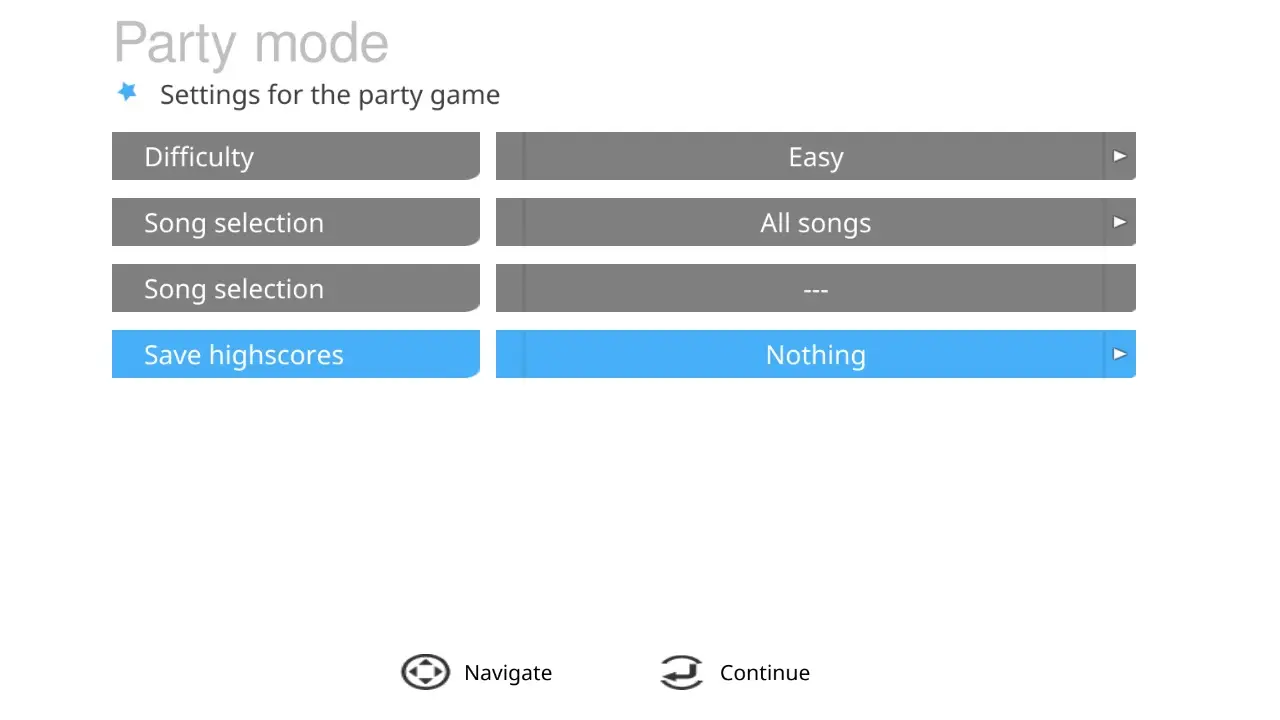 Party mode
Settings for the party game
Difficulty Easy
Song selection All songs
Song selection ---
Save highscores Nothing
Navigate Continue